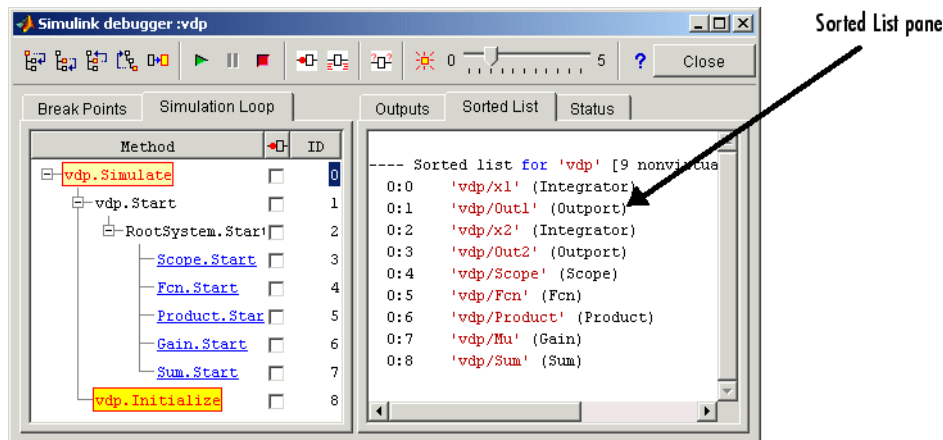 Simulink debugger :vdp
Sorted List pane
0 5 ? Close
Break Points Simulation Loop
Outputs Sorted List Status
Method ID
vdp.Simulate 0
vdp.Start 1
RootSystem.Start 2
Scope.Start 3
Fcn.Start 4
Product.Star 5
Gain.Start 6
Sum.Start 7
vdp.Initialize 8
---- Sorted list for 'vdp' [9 nonvirtua
0:0 'vdp/x1' (Integrator)
0:1 'vdp/Out1' (Outport)
0:2 'vdp/x2' (Integrator)
0:3 'vdp/Out2' (Outport)
0:4 'vdp/Scope' (Scope)
0:5 'vdp/Fcn' (Fcn)
0:6 'vdp/Product' (Product)
0:7 'vdp/Mu' (Gain)
0:8 'vdp/Sum' (Sum)